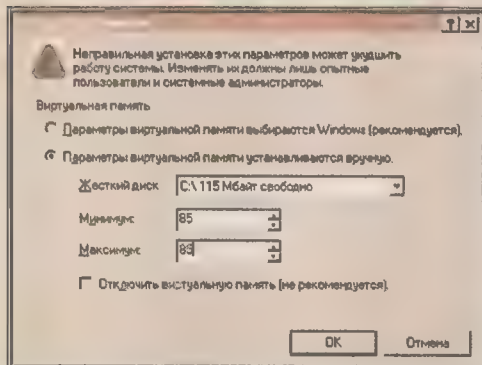 Неправильная установка этих параметров может ухудшить
работу системы. Изменять их должны лишь опытные
пользователи и системные администраторы.
Виртуальная память
Параметры виртуальной памяти выбираются Windows (рекомендуется).
Параметры виртуальной памяти устанавливаются вручную.
Жесткий диск C:\ 115 Мбайт свободно
Минимум: 85
Максимум: 85
Отключить виртуальную память (не рекомендуется).
OK Отмена